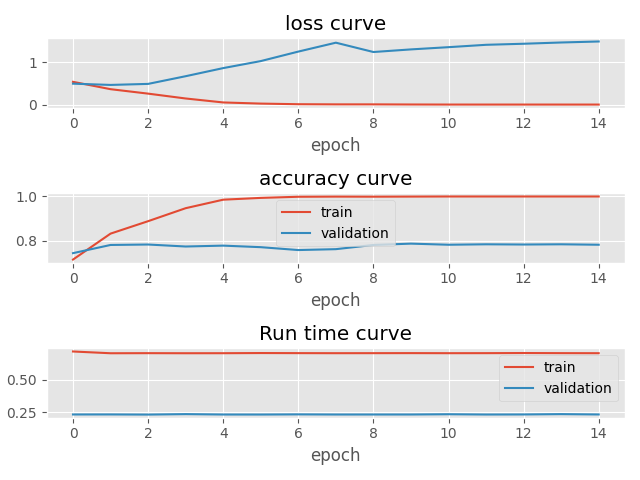 loss curve
1
0
0 2 4 6 8 10 12 14
epoch
accuracy curve
1.0
0.8
train
validation
0 2 4 6 8 10 12 14
epoch
Run time curve
0.50
0.25
train
validation
0 2 4 6 8 10 12 14
epoch